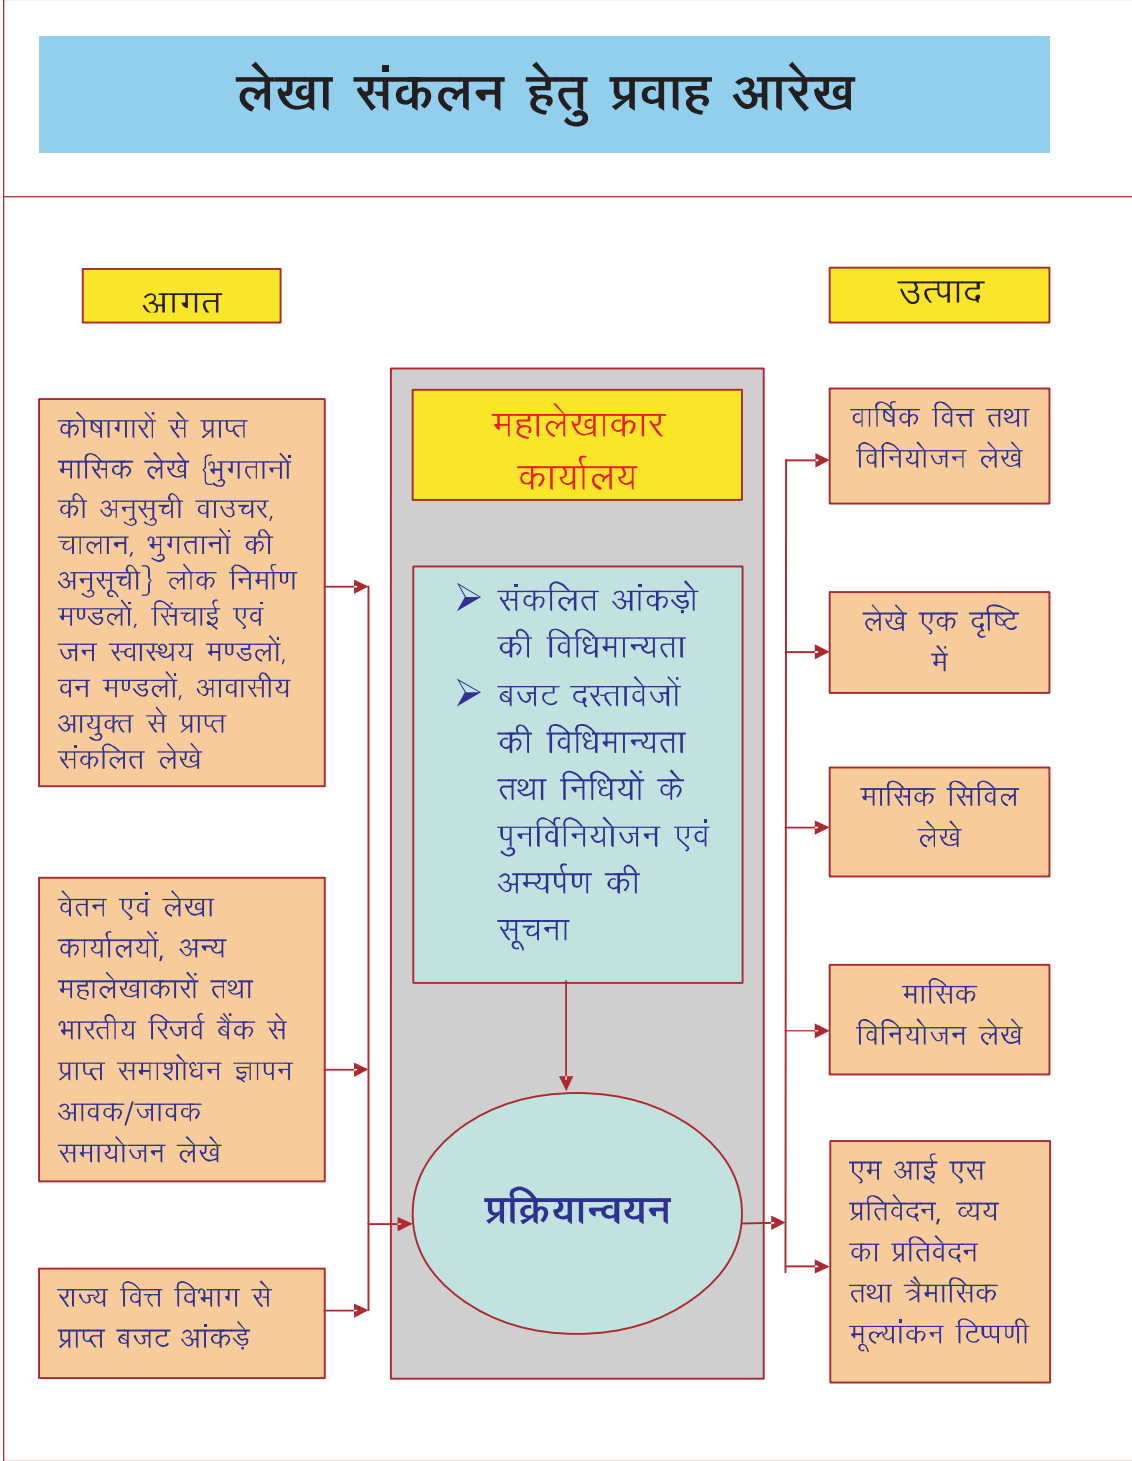 लेखा संकलन हेतु प्रवाह आरेख
आगत
कोषागारों से प्राप्त
मासिक लेखे {भुगतानों
की अनुसुची वाउचर,
चालान, भुगतानों की
अनुसूची} लोक निर्माण
मण्डलों, सिंचाई एवं
जन स्वास्थय मण्डलों,
वन मण्डलों, आवासीय
आयुक्त से प्राप्त
संकलित लेखे
वेतन एवं लेखा
कार्यालयों, अन्य
महालेखाकारों तथा
भारतीय रिजर्व बैंक से
प्राप्त समाशोधन ज्ञापन
आवक/जावक
समायोजन लेखे
राज्य वित्त विभाग से
प्राप्त बजट आंकड़े
महालेखाकार
कार्यालय
➢ संकलित आंकड़ो
की विधिमान्यता
➢ बजट दस्तावेजों
की विधिमान्यता
तथा निधियों के
पुनर्विनियोजन एवं
अम्यर्पण की
सूचना
प्रक्रियान्वयन
उत्पाद
वार्षिक वित्त तथा
विनियोजन लेखे
लेखे एक दृष्टि
में
मासिक सिविल
लेखे
मासिक
विनियोजन लेखे
एम आई एस
प्रतिवेदन, व्यय
का प्रतिवेदन
तथा त्रैमासिक
मूल्यांकन टिप्पणी